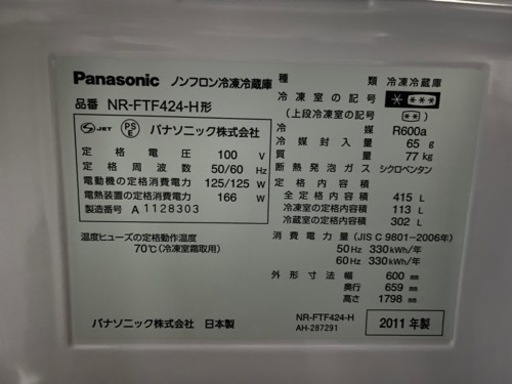 Panasonic ノンフロン冷凍冷蔵庫
品番 NR-FTF424-H形
S JET PSE パナソニック株式会社
定格電圧 100 V
定格周波数 50/60 Hz
電動機の定格消費電力 125/125 W
電熱装置の定格消費電力 166 W
製造番号 A 1128303
温度ヒューズの定格動作温度
70℃(冷凍室霜取用)
パナソニック株式会社 日本製
種類 冷凍冷蔵庫
冷凍室の記号 * ***
(上段冷凍室の記号 **)
冷媒 R600a
冷媒封入量 65 g
質量 77 kg
断熱発泡ガス シクロペンタン
定格内容積
全定格内容積 415 L
冷凍室の定格内容積 113 L
冷蔵室の定格内容積 302 L
消費電力量 (JIS C 9801-2006年)
50 Hz 330 kWh/年
60 Hz 330 kWh/年
外形寸法 幅 600 mm
奥行 659 mm
高さ 1798 mm
NR-FTF424-H
AH-287291
2011 年製